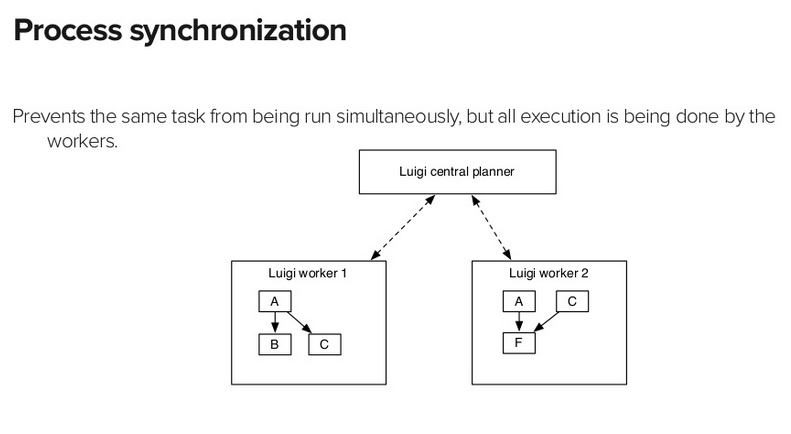 Process synchronization
Prevents the same task from being run simultaneously, but all execution is being done by the
workers.
Luigi central planner
Luigi worker 1
A
B
C
Luigi worker 2
A
C
F